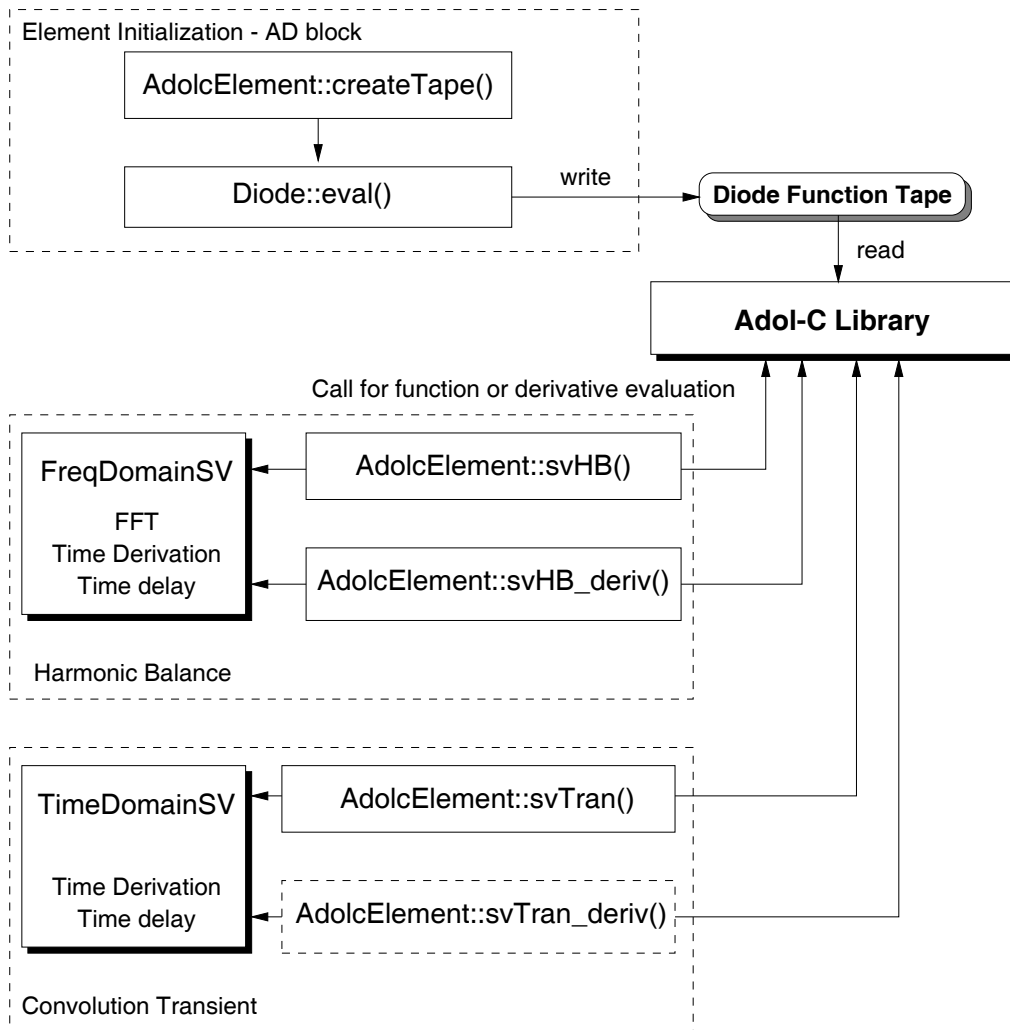 Element Initialization - AD block
AdolcElement::createTape()
Diode::eval()
write
Diode Function Tape
read
Adol-C Library
Call for function or derivative evaluation
FreqDomainSV
FFT
Time Derivation
Time delay
AdolcElement::svHB()
AdolcElement::svHB_deriv()
Harmonic Balance
TimeDomainSV
Time Derivation
Time delay
AdolcElement::svTran()
AdolcElement::svTran_deriv()
Convolution Transient